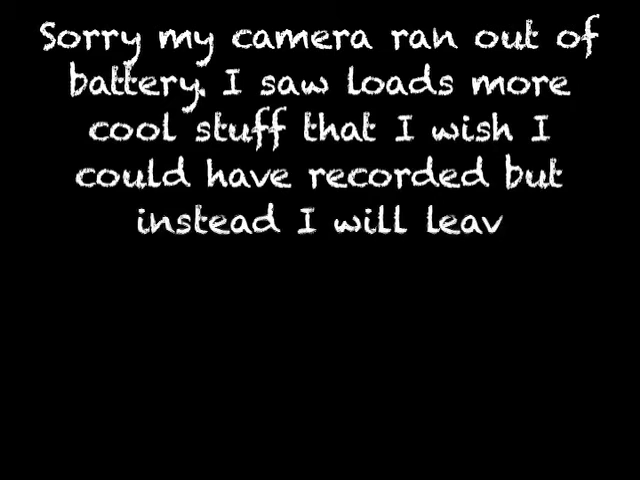 Sorry my camera ran out of
battery. I saw loads more
cool stuff that I wish I
could have recorded but
instead I will leav